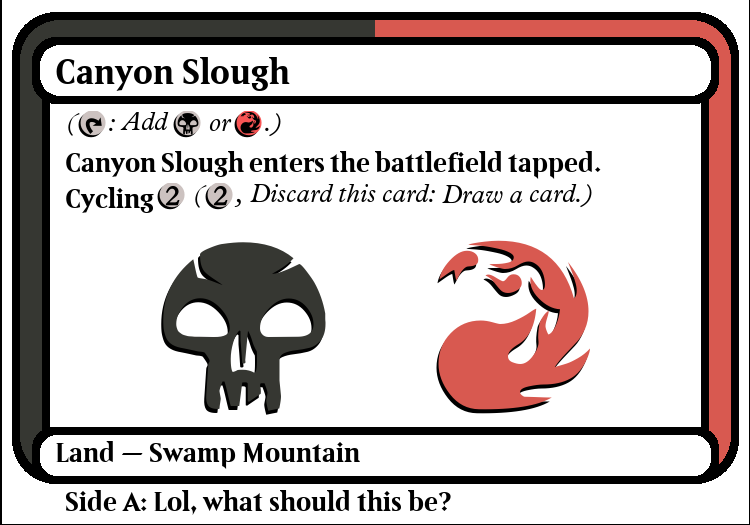 Canyon Slough
(: Add or .)
Canyon Slough enters the battlefield tapped.
Cycling 2 (2, Discard this card: Draw a card.)
Land — Swamp Mountain
Side A: Lol, what should this be?